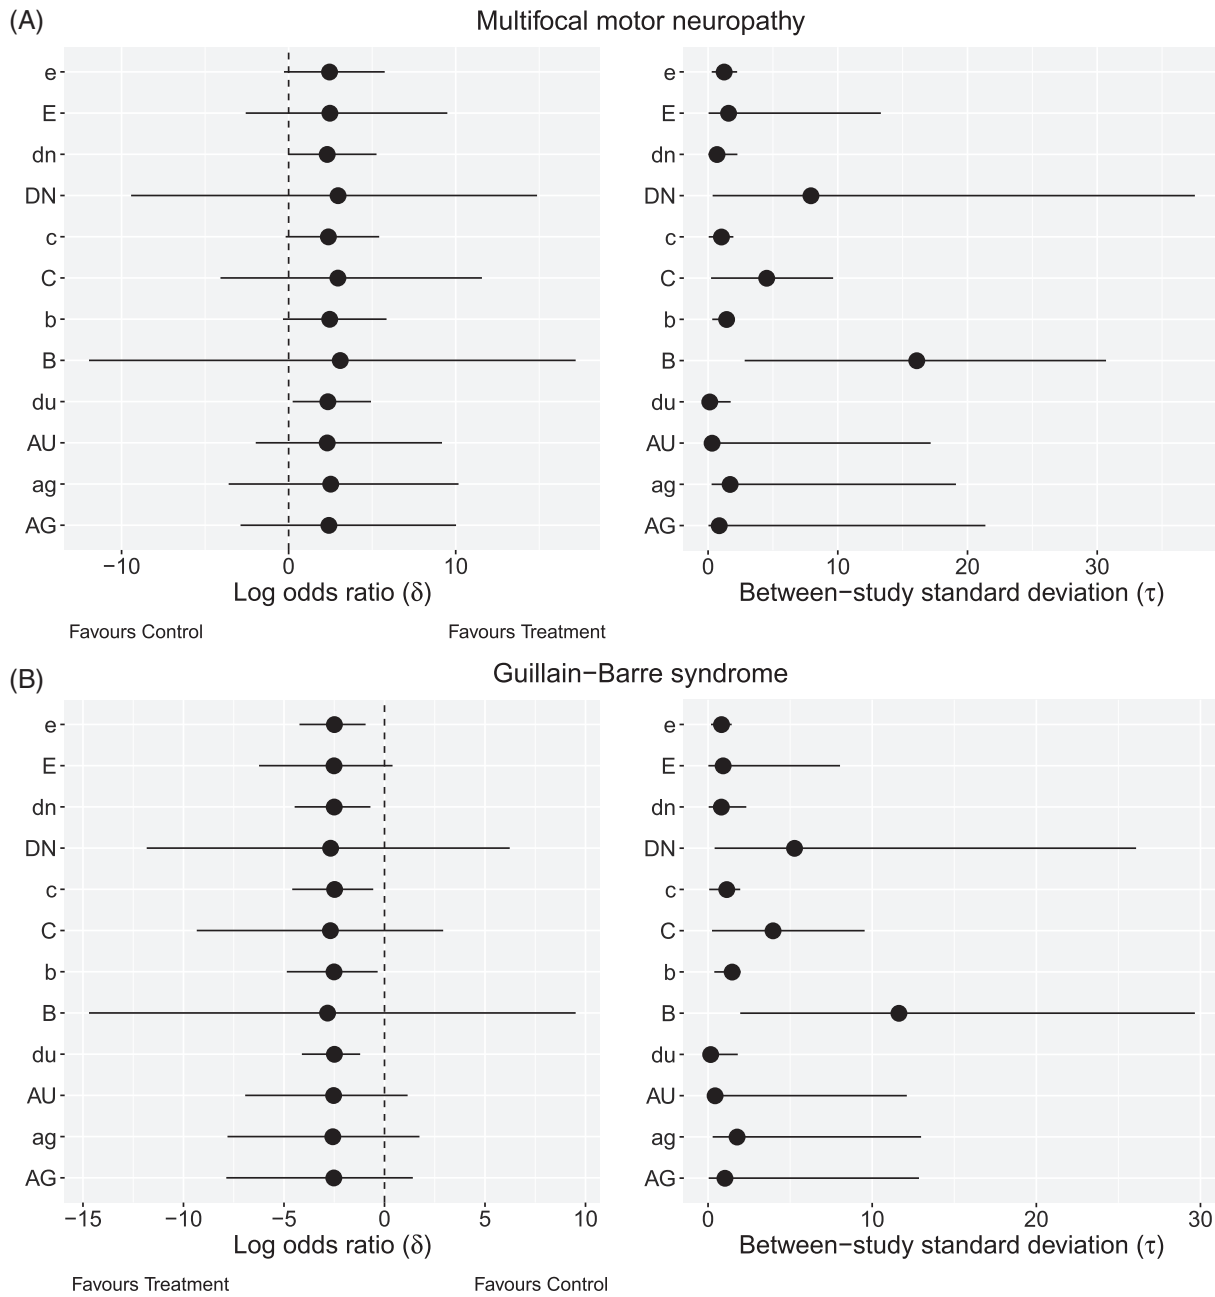 (A)
Multifocal motor neuropathy
e
E
dn
DN
c
C
b
B
du
AU
ag
AG
−10 0 10
Log odds ratio (δ)
Favours Control Favours Treatment
e
E
dn
DN
c
C
b
B
du
AU
ag
AG
0 10 20 30
Between−study standard deviation (τ)
(B)
Guillain−Barre syndrome
e
E
dn
DN
c
C
b
B
du
AU
ag
AG
−15 −10 −5 0 5 10
Log odds ratio (δ)
Favours Treatment Favours Control
e
E
dn
DN
c
C
b
B
du
AU
ag
AG
0 10 20 30
Between−study standard deviation (τ)